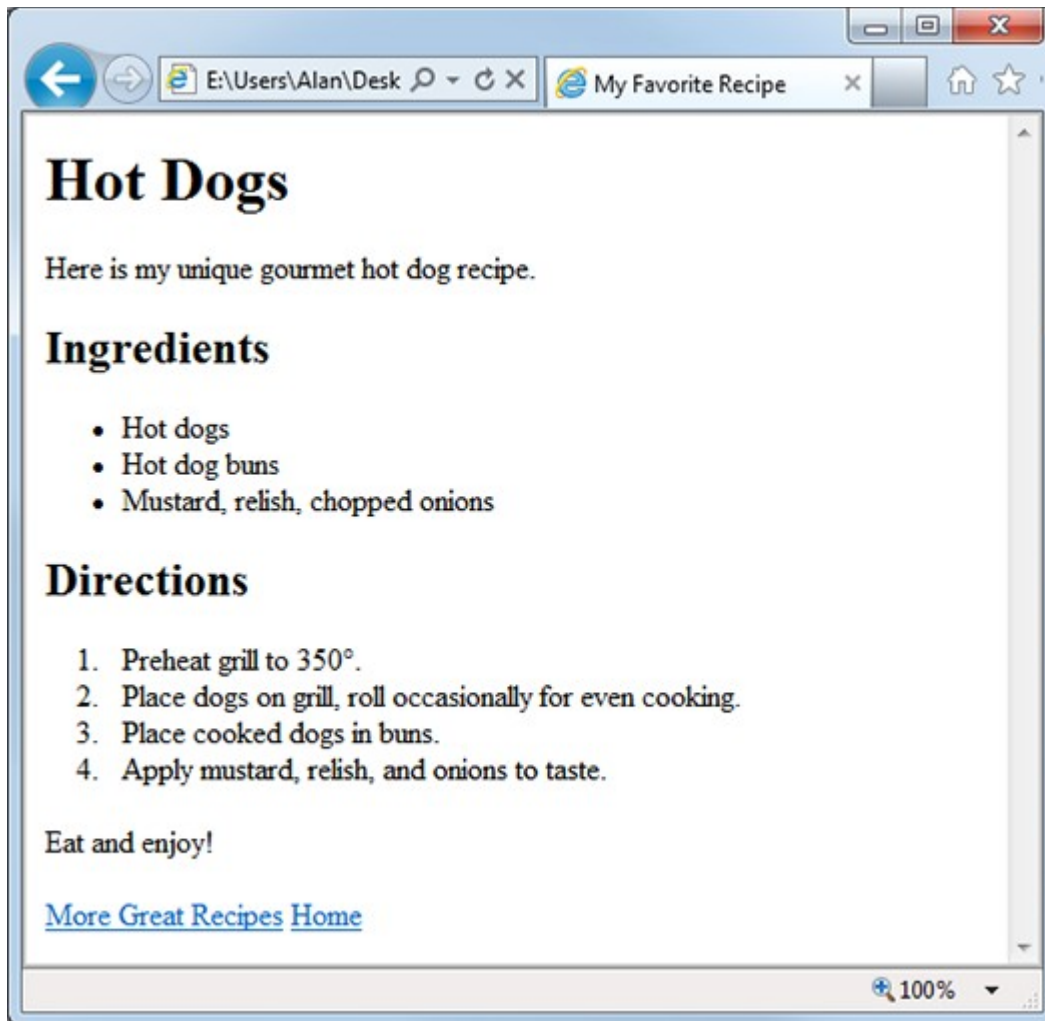 E:\Users\Alan\Desk
My Favorite Recipe
Hot Dogs
Here is my unique gourmet hot dog recipe.
Ingredients
• Hot dogs
• Hot dog buns
• Mustard, relish, chopped onions
Directions
1. Preheat grill to 350°.
2. Place dogs on grill, roll occasionally for even cooking.
3. Place cooked dogs in buns.
4. Apply mustard, relish, and onions to taste.
Eat and enjoy!
More Great Recipes Home
100%